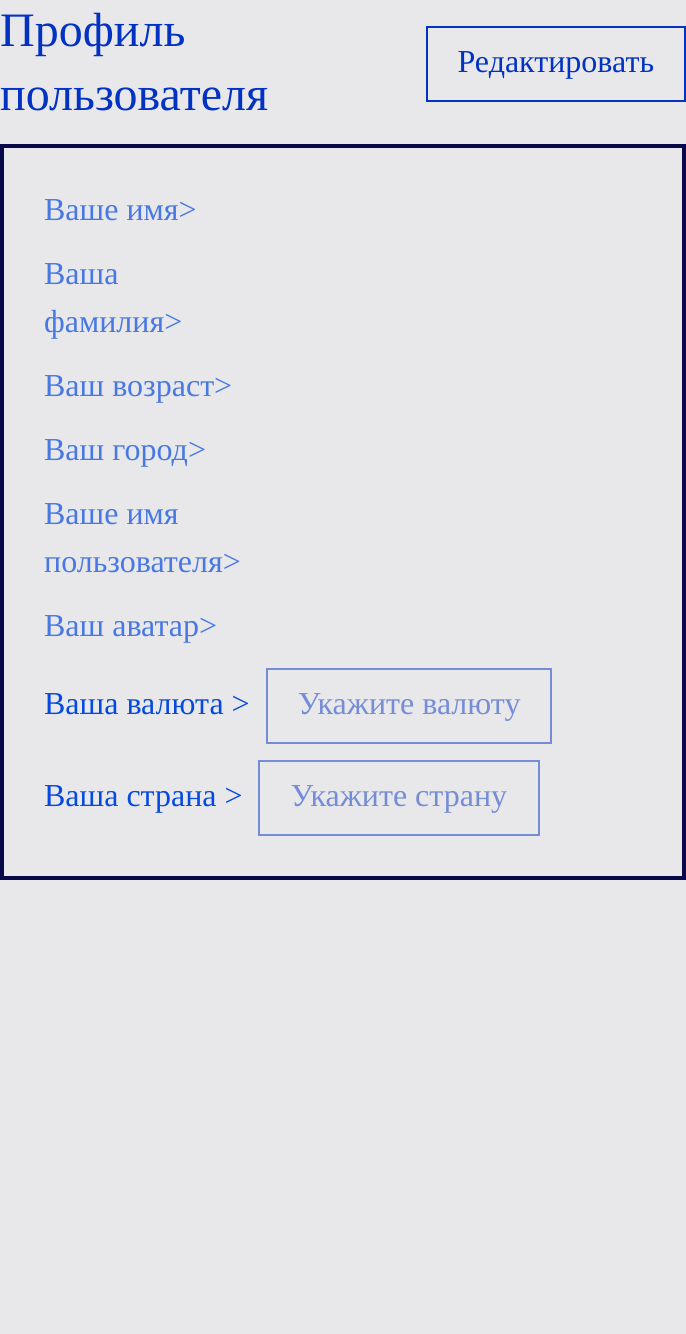 Профиль
пользователя
Редактировать
Ваше имя>
Ваша
фамилия>
Ваш возраст>
Ваш город>
Ваше имя
пользователя>
Ваш аватар>
Ваша валюта > Укажите валюту
Ваша страна > Укажите страну